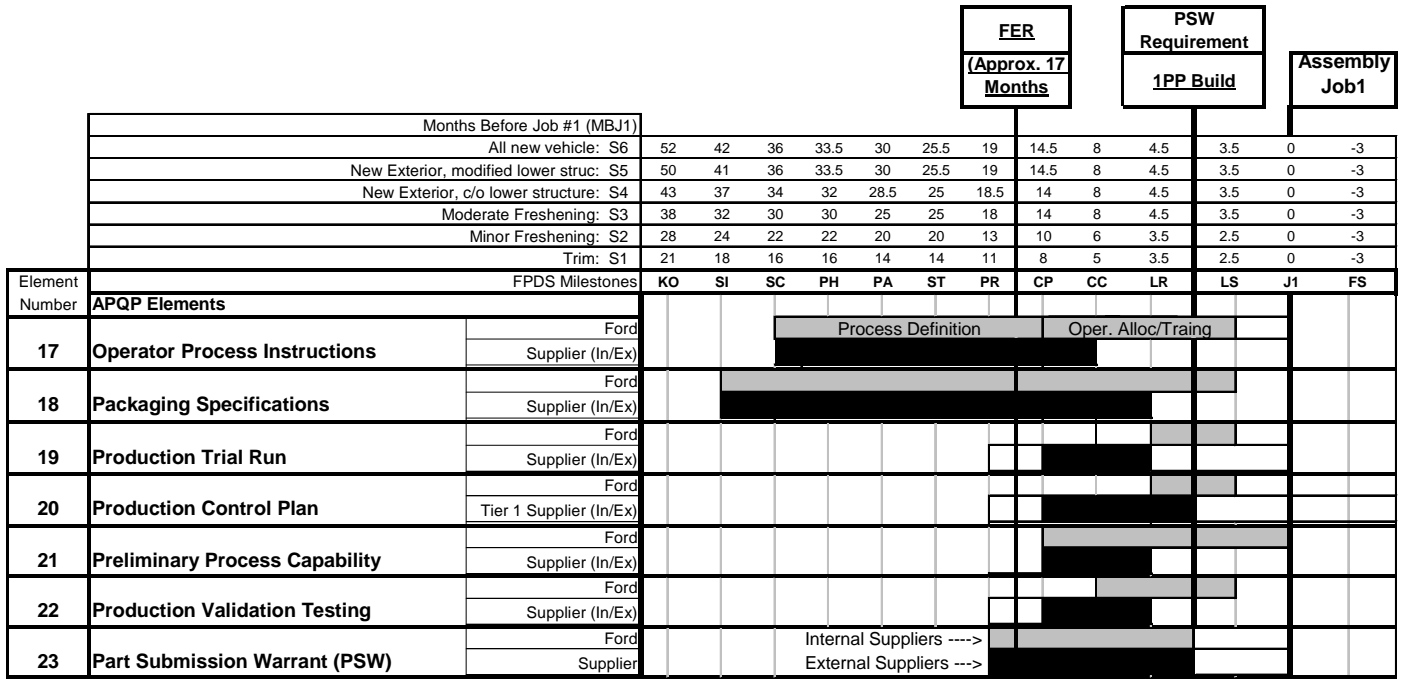 FER
(Approx. 17
Months
PSW
Requirement
1PP Build
Assembly
Job1
Months Before Job #1 (MBJ1)
All new vehicle: S6 52 42 36 33.5 30 25.5 19 14.5 8 4.5 3.5 0 -3
New Exterior, modified lower struc: S5 50 41 36 33.5 30 25.5 19 14.5 8 4.5 3.5 0 -3
New Exterior, c/o lower structure: S4 43 37 34 32 28.5 25 18.5 14 8 4.5 3.5 0 -3
Moderate Freshening: S3 38 32 30 30 25 25 18 14 8 4.5 3.5 0 -3
Minor Freshening: S2 28 24 22 22 20 20 13 10 6 3.5 2.5 0 -3
Trim: S1 21 18 16 16 14 14 11 8 5 3.5 2.5 0 -3
Element FPDS Milestones KO SI SC PH PA ST PR CP CC LR LS J1 FS
Number APQP Elements
Ford Process Definition Oper. Alloc/Traing
17 Operator Process Instructions Supplier (In/Ex)
Ford
18 Packaging Specifications Supplier (In/Ex)
Ford
19 Production Trial Run Supplier (In/Ex)
Ford
20 Production Control Plan Tier 1 Supplier (In/Ex)
Ford
21 Preliminary Process Capability Supplier (In/Ex)
Ford
22 Production Validation Testing Supplier (In/Ex)
Ford Internal Suppliers ---->
23 Part Submission Warrant (PSW) Supplier External Suppliers --->